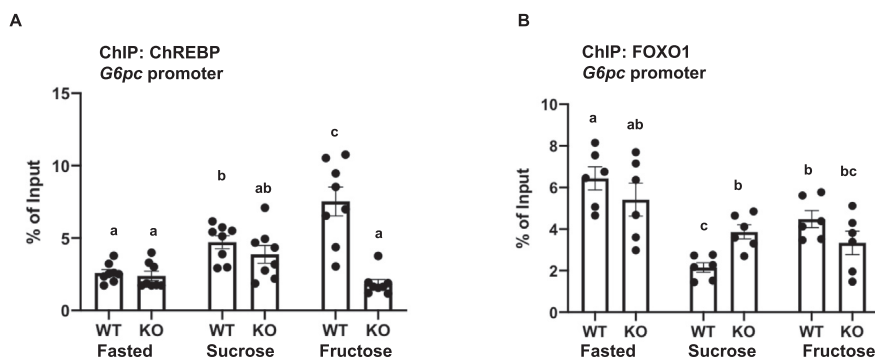 A
ChIP: ChREBP
G6pc promoter
% of Input
15
10
5
0
a
a
b
ab
c
a
WT KO WT KO WT KO
Fasted Sucrose Fructose
B
ChIP: FOXO1
G6pc promoter
% of Input
10
8
6
4
2
0
a
ab
c
b
b
bc
WT KO WT KO WT KO
Fasted Sucrose Fructose